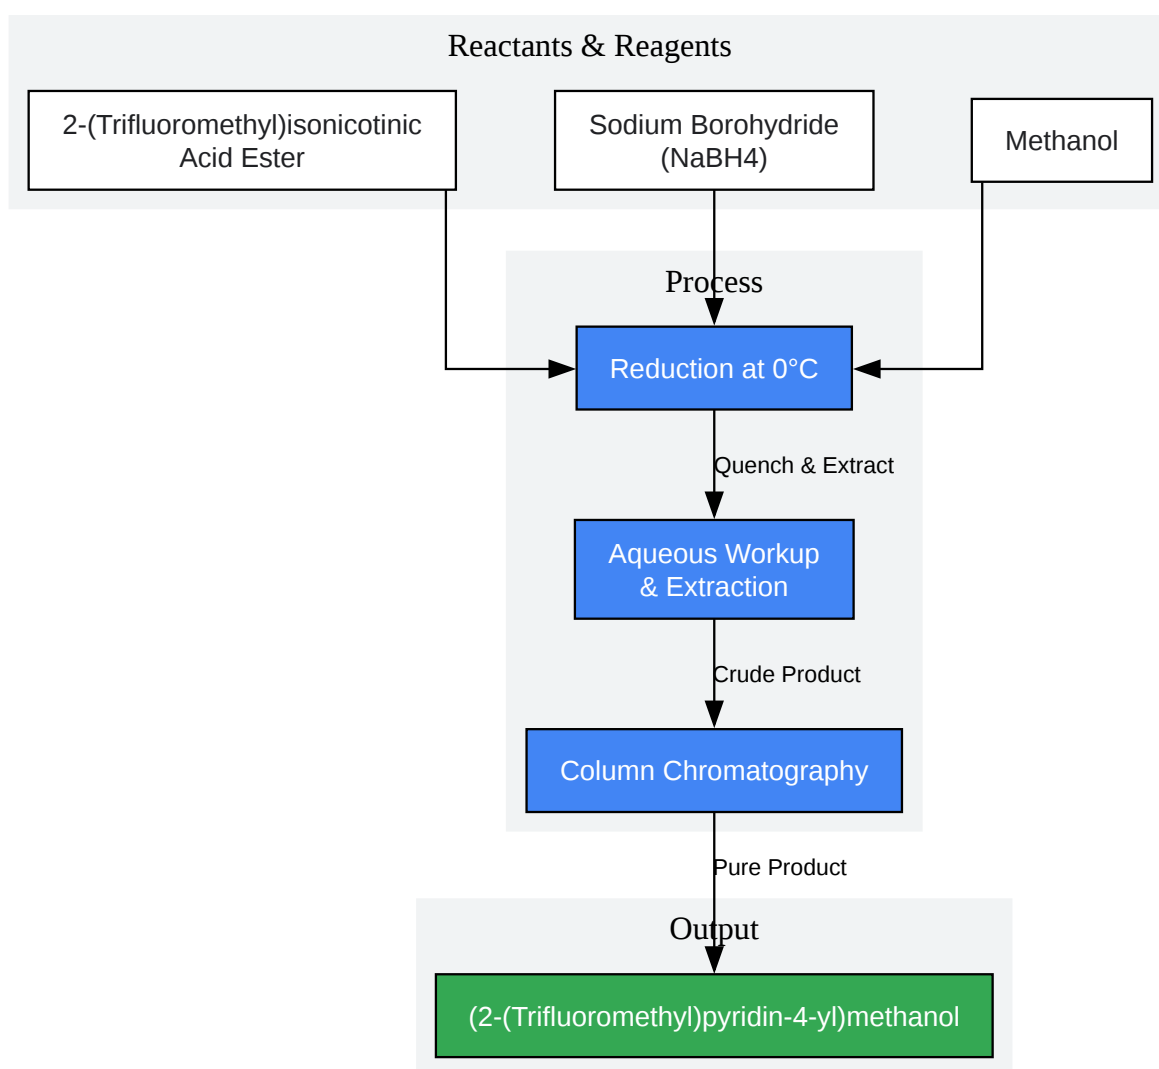 Reactants & Reagents
2-(Trifluoromethyl)isonicotinic
Acid Ester
Sodium Borohydride
(NaBH4)
Methanol
Process
Reduction at 0°C
Quench & Extract
Aqueous Workup
& Extraction
Crude Product
Column Chromatography
Pure Product
Output
(2-(Trifluoromethyl)pyridin-4-yl)methanol